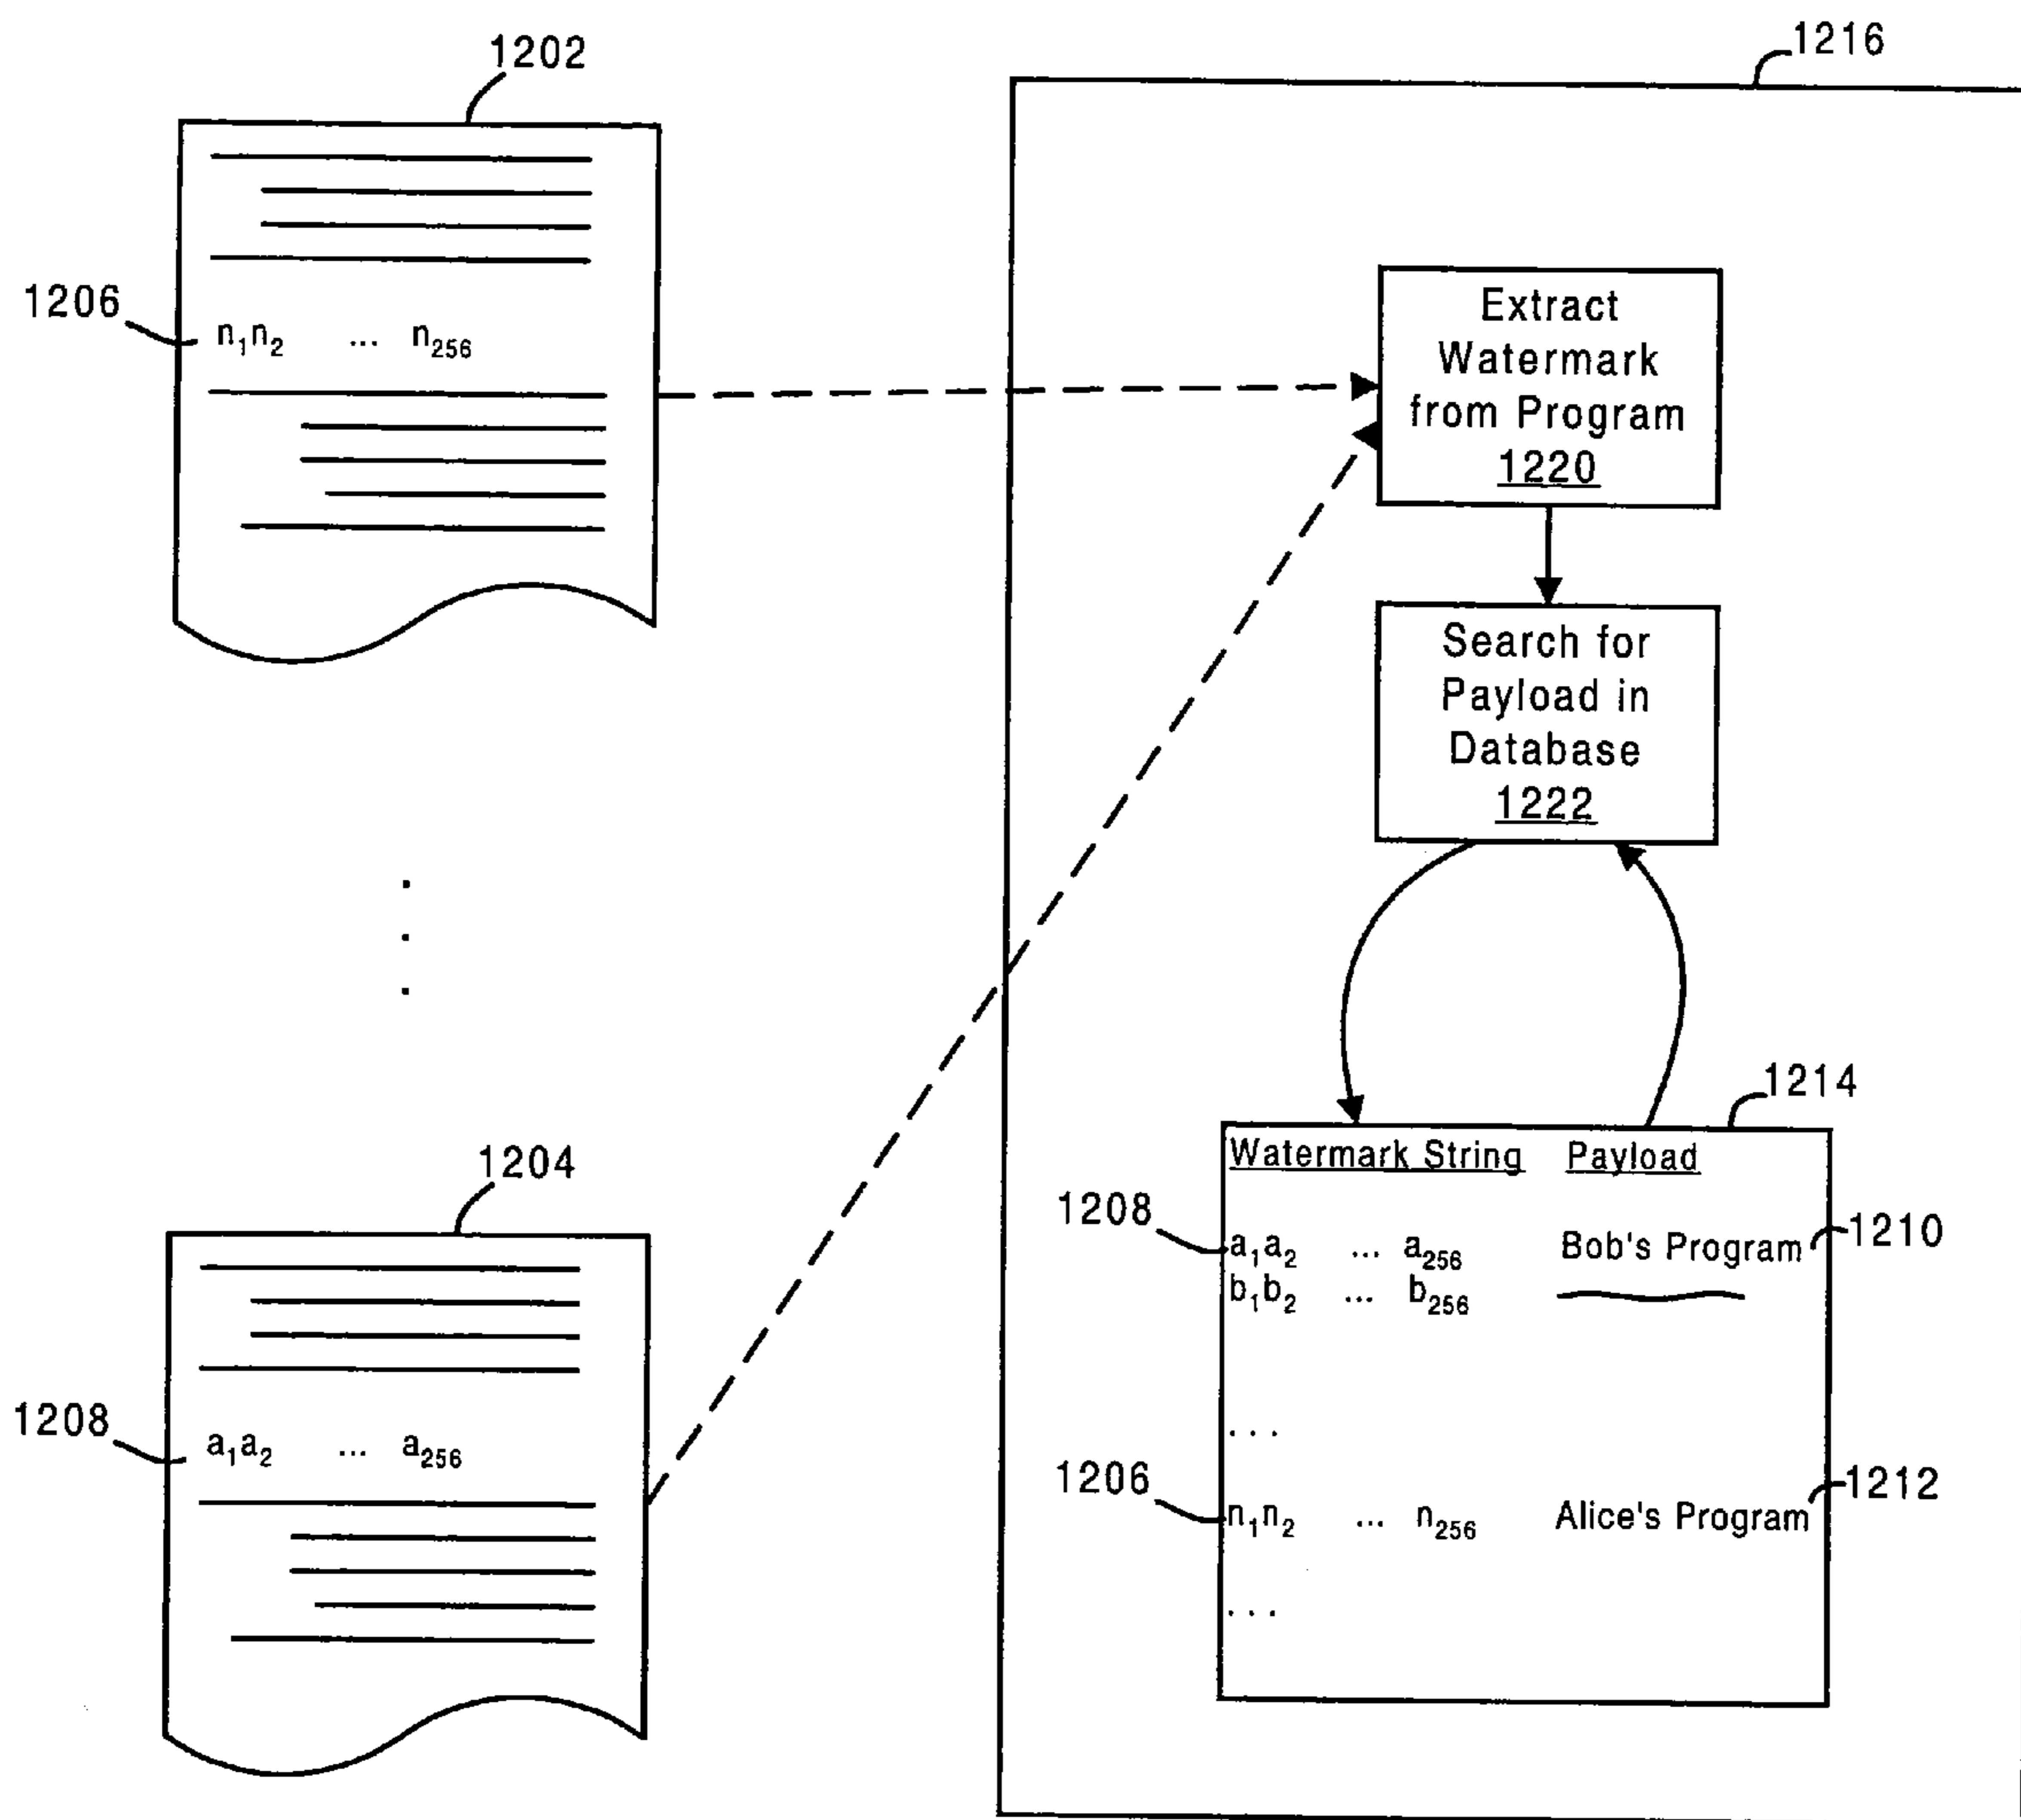 1202
1206
n₁n₂ ... n₂₅₆
1204
1208
a₁a₂ ... a₂₅₆
1216
Extract
Watermark
from Program
1220
Search for
Payload in
Database
1222
1214
Watermark String Payload
1208
a₁a₂ ... a₂₅₆ Bob's Program
1210
b₁b₂ ... b₂₅₆
...
1206
n₁n₂ ... n₂₅₆ Alice's Program
1212
...